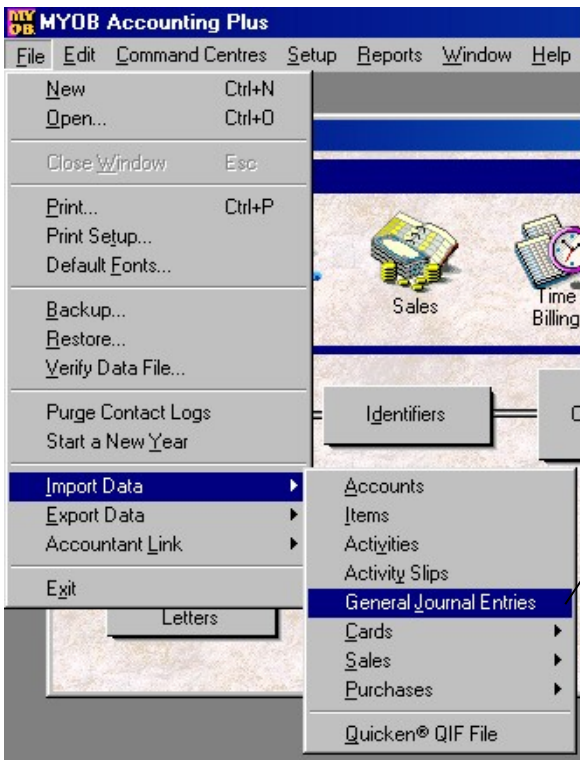 MYOB
MYOB Accounting Plus
File Edit Command Centres Setup Reports Window Help
New Ctrl+N
Open... Ctrl+O
Close Window Esc
Print... Ctrl+P
Print Setup...
Default Fonts...
Backup...
Restore...
Verify Data File...
Purge Contact Logs
Start a New Year
Import Data
Export Data
Accountant Link
Exit
Sales
Time
Billing
Identifiers
C
Letters
Accounts
Items
Activities
Activity Slips
General Journal Entries
Cards
Sales
Purchases
Quicken® QIF File